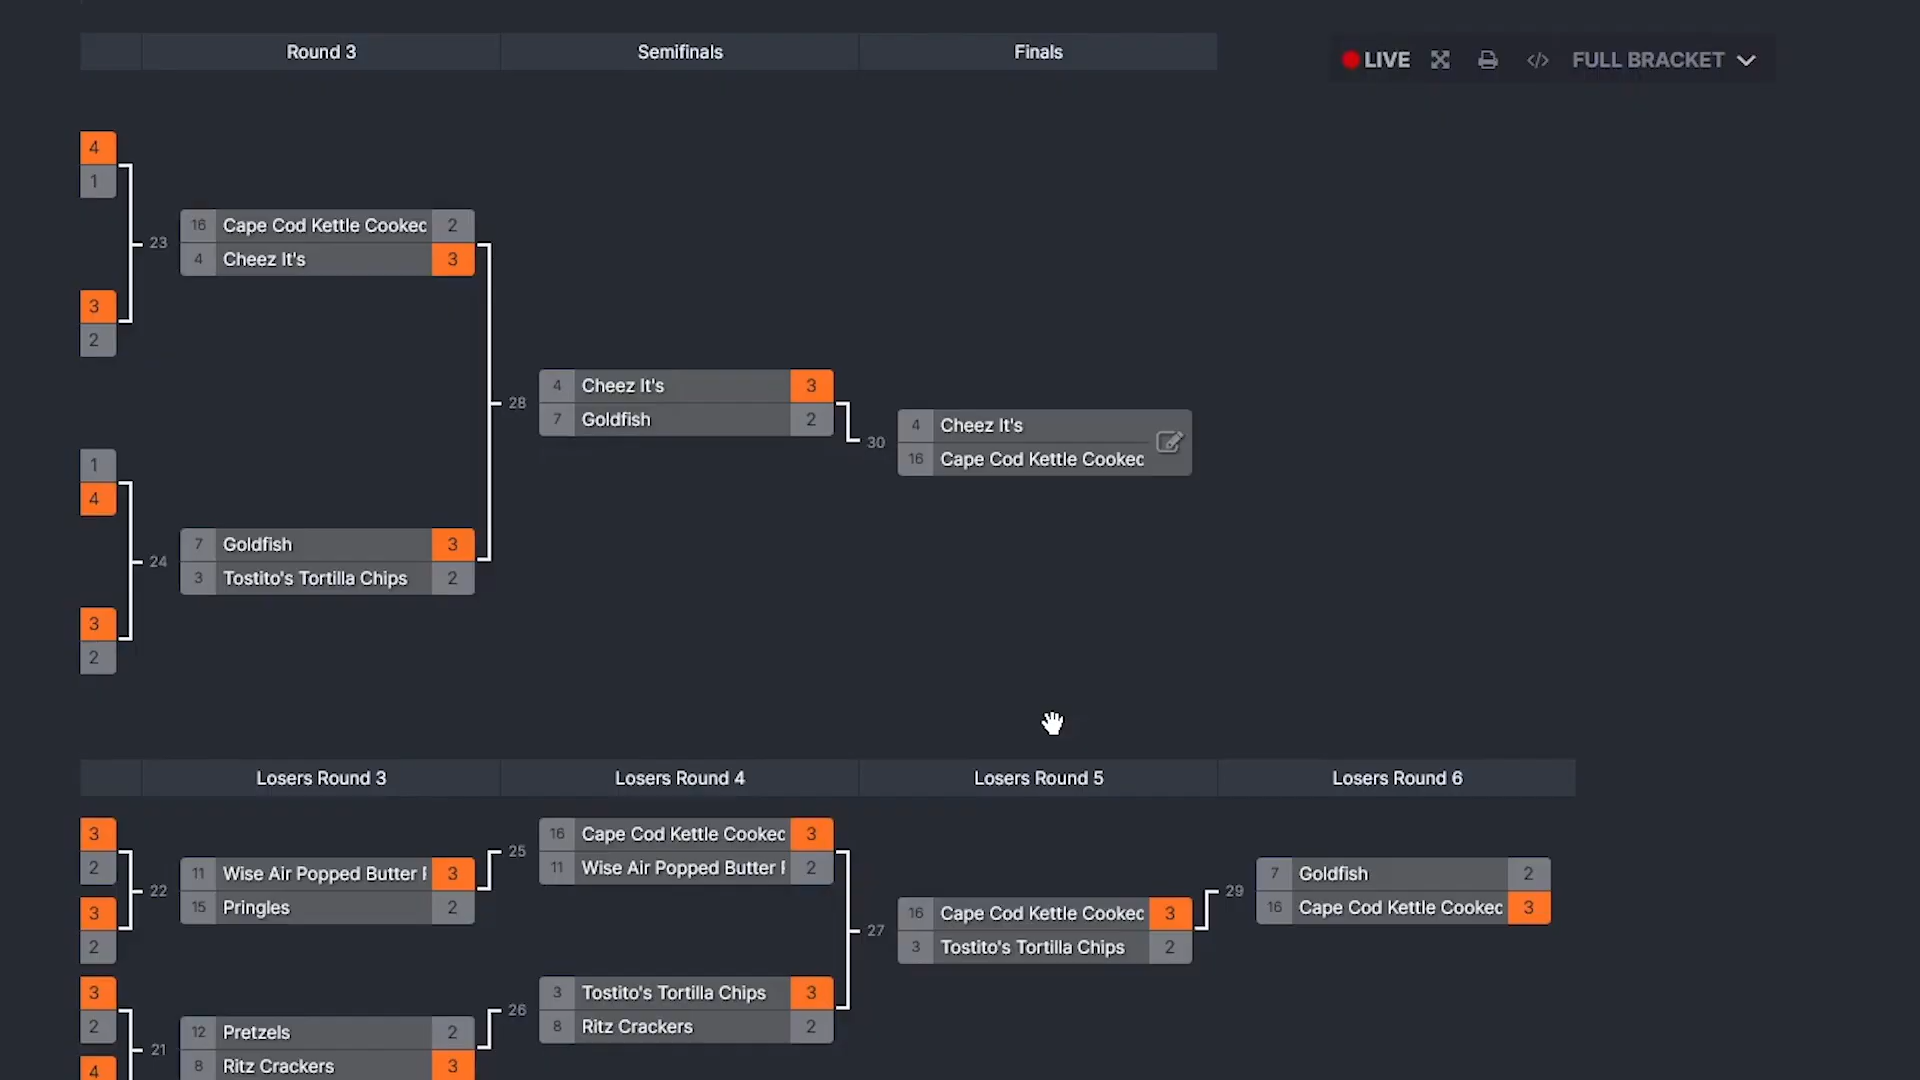 Round 3
Semifinals
Finals
LIVE
</>
FULL BRACKET
4
1
3
2
1
4
3
2
23
16 Cape Cod Kettle Cooked 2
4 Cheez It's 3
24
7 Goldfish 3
3 Tostito's Tortilla Chips 2
28
4 Cheez It's 3
7 Goldfish 2
30
4 Cheez It's
16 Cape Cod Kettle Cooked
Losers Round 3
Losers Round 4
Losers Round 5
Losers Round 6
3
2
3
2
3
2
4
22
11 Wise Air Popped Butter 3
15 Pringles 2
21
12 Pretzels 2
8 Ritz Crackers 3
25
16 Cape Cod Kettle Cooked 3
11 Wise Air Popped Butter 2
26
3 Tostito's Tortilla Chips 3
8 Ritz Crackers 2
27
16 Cape Cod Kettle Cooked 3
3 Tostito's Tortilla Chips 2
29
7 Goldfish 2
16 Cape Cod Kettle Cooked 3